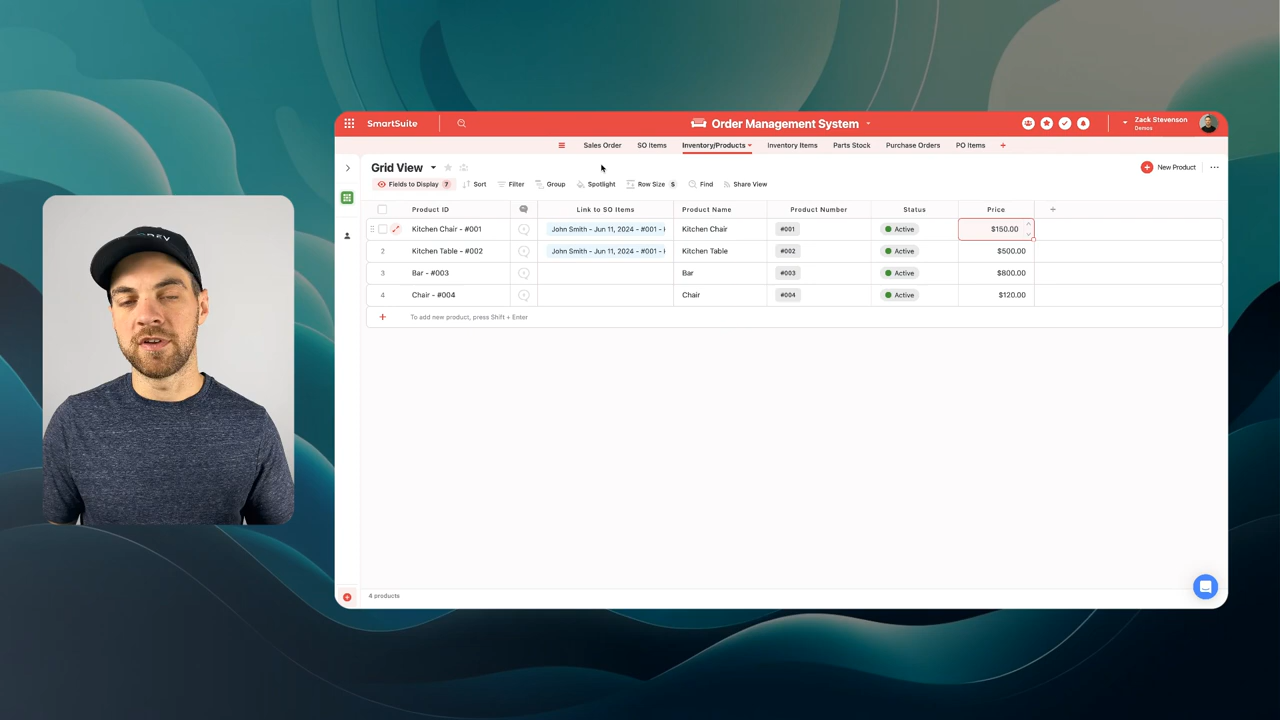 SmartSuite
Order Management System
Zack Stevenson
Demos
Sales Order
SO Items
Inventory/Products
Inventory Items
Parts Stock
Purchase Orders
PO Items
Grid View
New Product
Fields to Display 7
Sort
Filter
Group
Spotlight
Row Size S
Find
Share View
Product ID
Link to SO Items
Product Name
Product Number
Status
Price
Kitchen Chair - #001
John Smith - Jun 11, 2024 - #001 -
Kitchen Chair
#001
Active
$150.00
2
Kitchen Table - #002
John Smith - Jun 11, 2024 - #001 -
Kitchen Table
#002
Active
$500.00
3
Bar - #003
Bar
#003
Active
$800.00
4
Chair - #004
Chair
#004
Active
$120.00
To add new product, press Shift + Enter
4 products